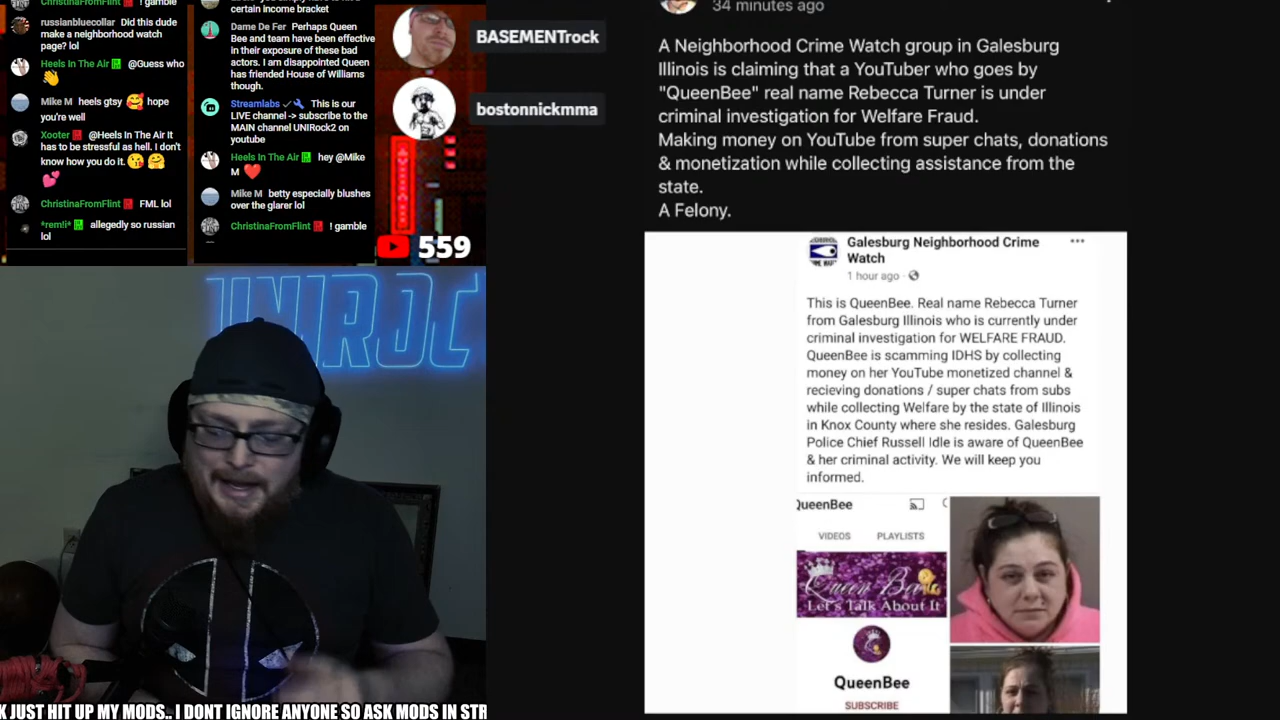 ChristinaFromFlint ! gamble
russianbluecollar Did this dude
make a neighborhood watch
page? lol
Heels In The Air @Guess who
Mike M heels gtsy hope
you're well
Xooter @Heels In The Air It
has to be stressful as hell. I don't
know how you do it.
ChristinaFromFlint FML lol
*rem!i* allegedly so russian
lol
certain income bracket
Dame De Fer Perhaps Queen
Bee and team have been effective
in their exposure of these bad
actors. I am disappointed Queen
has friended House of Williams
though.
Streamlabs This is our
LIVE channel -> subscribe to the
MAIN channel UNIRock2 on
youtube
Heels In The Air hey @Mike
M
Mike M betty especially blushes
over the glarer lol
ChristinaFromFlint ! gamble
BASEMENTrock
bostonnickmma
559
UNIROC
K JUST HIT UP MY MODS.. I DONT IGNORE ANYONE SO ASK MODS IN STR
34 minutes ago
A Neighborhood Crime Watch group in Galesburg
Illinois is claiming that a YouTuber who goes by
"QueenBee" real name Rebecca Turner is under
criminal investigation for Welfare Fraud.
Making money on YouTube from super chats, donations
& monetization while collecting assistance from the
state.
A Felony.
Galesburg Neighborhood Crime
Watch
1 hour ago
This is QueenBee. Real name Rebecca Turner
from Galesburg Illinois who is currently under
criminal investigation for WELFARE FRAUD.
QueenBee is scamming IDHS by collecting
money on her YouTube monetized channel &
recieving donations / super chats from subs
while collecting Welfare by the state of Illinois
in Knox County where she resides. Galesburg
Police Chief Russell Idle is aware of QueenBee
& her criminal activity. We will keep you
informed.
QueenBee
VIDEOS PLAYLISTS
Queen Bee
Let's Talk About It
QueenBee
SUBSCRIBE